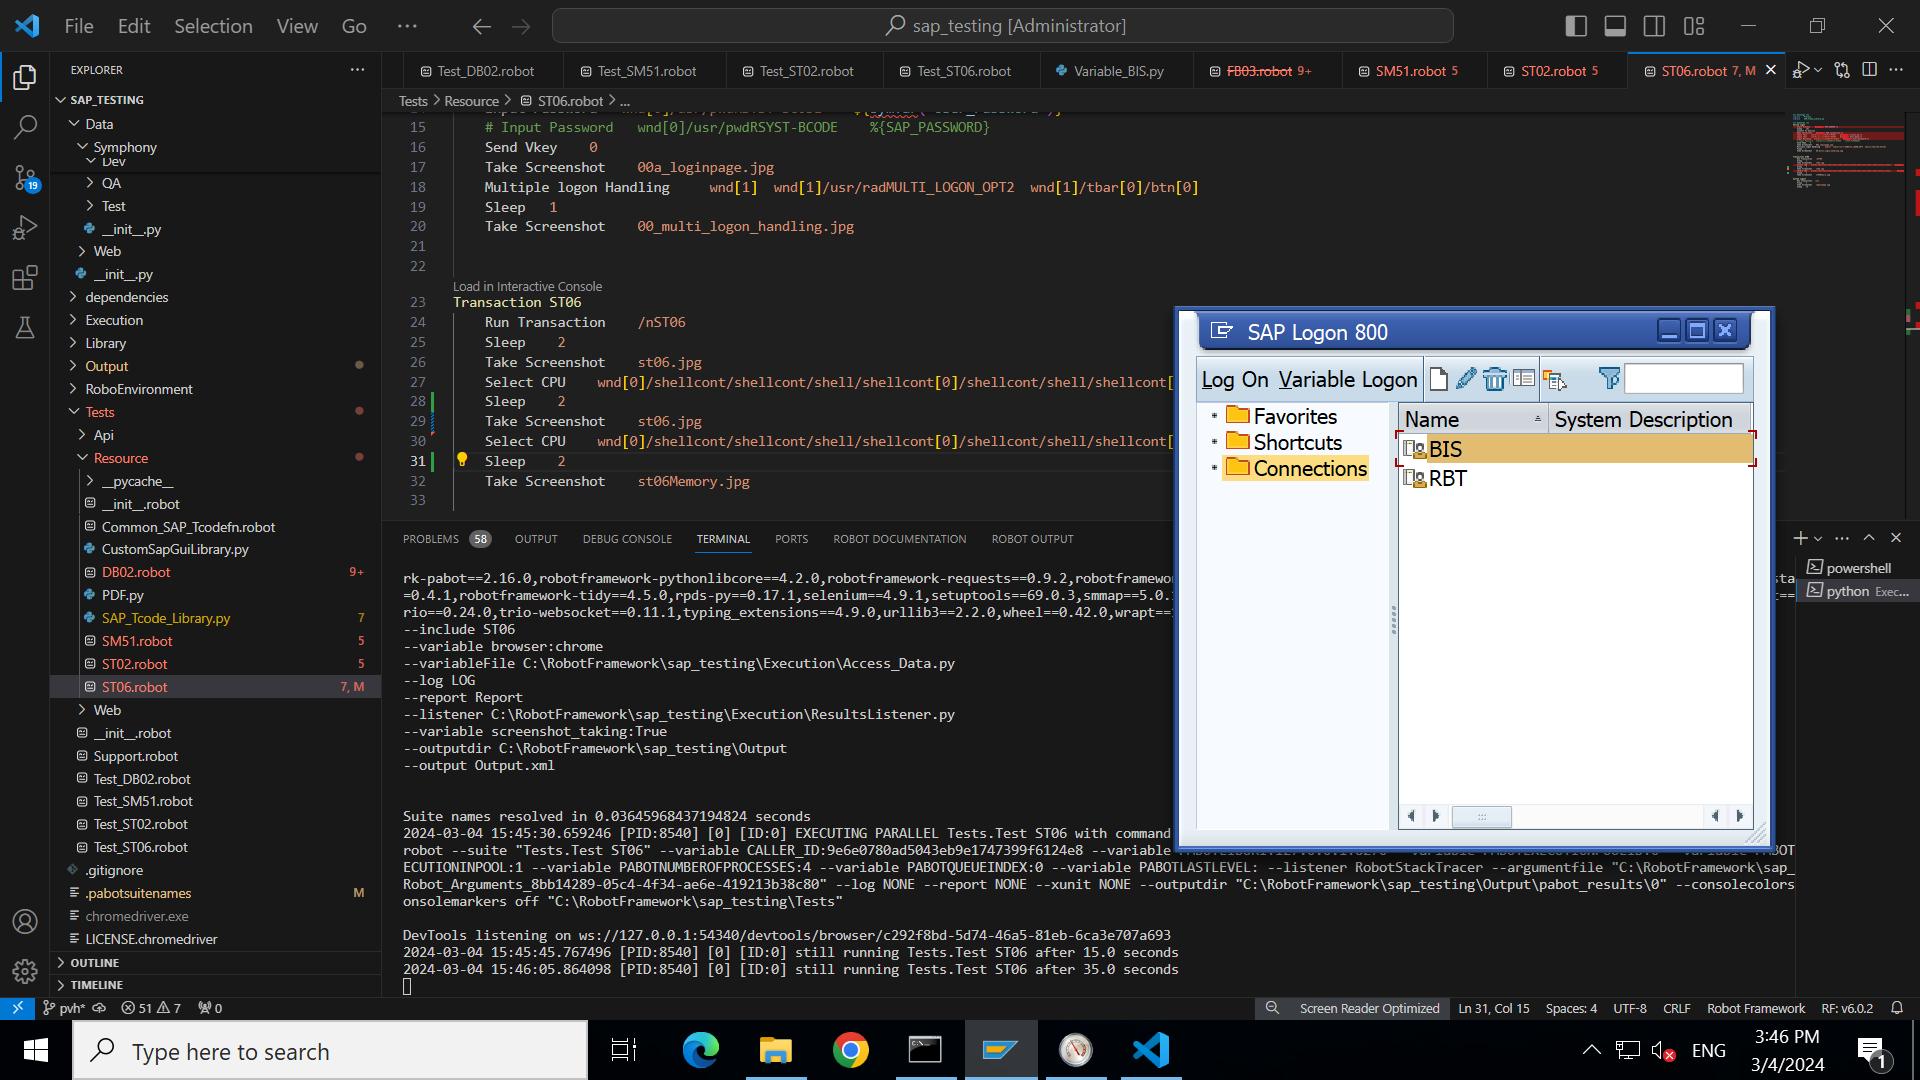 File Edit Selection View Go ··· sap_testing [Administrator]
EXPLORER ···
Test_DB02.robot Test_SM51.robot Test_ST02.robot Test_ST06.robot Variable_BIS.py FB03.robot 9+ SM51.robot 5 ST02.robot 5 ST06.robot 7, M
Tests > Resource > ST06.robot > ...
SAP_TESTING
Data
Symphony
Dev
QA
Test
__init__.py
Web
__init__.py
dependencies
Execution
Library
Output
RoboEnvironment
Tests
Api
Resource
__pycache__
__init__.robot
Common_SAP_Tcodefn.robot
CustomSapGuiLibrary.py
DB02.robot 9+
PDF.py
SAP_Tcode_Library.py 7
SM51.robot 5
ST02.robot 5
ST06.robot 7, M
Web
__init__.robot
Support.robot
Test_DB02.robot
Test_SM51.robot
Test_ST02.robot
Test_ST06.robot
.gitignore
.pabotsuitenames M
chromedriver.exe
LICENSE.chromedriver
OUTLINE
TIMELINE
19
15 # Input Password wnd[0]/usr/pwdRSYST-BCODE %{SAP_PASSWORD}
16 Send Vkey 0
17 Take Screenshot 00a_loginpage.jpg
18 Multiple logon Handling wnd[1] wnd[1]/usr/radMULTI_LOGON_OPT2 wnd[1]/tbar[0]/btn[0]
19 Sleep 1
20 Take Screenshot 00_multi_logon_handling.jpg
21
22
Load in Interactive Console
23 Transaction ST06
24 Run Transaction /nST06
25 Sleep 2
26 Take Screenshot st06.jpg
27 Select CPU wnd[0]/shellcont/shellcont/shell/shellcont[0]/shellcont/shell/shellcont[
28 Sleep 2
29 Take Screenshot st06.jpg
30 Select CPU wnd[0]/shellcont/shellcont/shell/shellcont[0]/shellcont/shell/shellcont[
31 Sleep 2
32 Take Screenshot st06Memory.jpg
33
PROBLEMS 58 OUTPUT DEBUG CONSOLE TERMINAL PORTS ROBOT DOCUMENTATION ROBOT OUTPUT
powershell
python Exec...
rk-pabot==2.16.0,robotframework-pythonlibcore==4.2.0,robotframework-requests==0.9.2,robotframewo
=0.4.1,robotframework-tidy==4.5.0,rpds-py==0.17.1,selenium==4.9.1,setuptools==69.0.3,smmap==5.0.
rio==0.24.0,trio-websocket==0.11.1,typing_extensions==4.9.0,urllib3==2.2.0,wheel==0.42.0,wrapt==
--include ST06
--variable browser:chrome
--variableFile C:\RobotFramework\sap_testing\Execution\Access_Data.py
--log LOG
--report Report
--listener C:\RobotFramework\sap_testing\Execution\ResultsListener.py
--variable screenshot_taking:True
--outputdir C:\RobotFramework\sap_testing\Output
--output Output.xml
Suite names resolved in 0.03645968437194824 seconds
2024-03-04 15:45:30.659246 [PID:8540] [0] [ID:0] EXECUTING PARALLEL Tests.Test ST06 with command
robot --suite "Tests.Test ST06" --variable CALLER_ID:9e6e0780ad5043eb9e1747399f6124e8 --variable
ECUTIONINPOOL:1 --variable PABOTNUMBEROFPROCESSES:4 --variable PABOTQUEUEINDEX:0 --variable PABOTLASTLEVEL: --listener RobotStackTracer --argumentfile "C:\RobotFramework\sap_
Robot_Arguments_8bb14289-05c4-4f34-ae6e-419213b38c80" --log NONE --report NONE --xunit NONE --outputdir "C:\RobotFramework\sap_testing\Output\pabot_results\0" --consolecolors
onsolemarkers off "C:\RobotFramework\sap_testing\Tests"
DevTools listening on ws://127.0.0.1:54340/devtools/browser/c292f8bd-5d74-46a5-81eb-6ca3e707a693
2024-03-04 15:45:45.767496 [PID:8540] [0] [ID:0] still running Tests.Test ST06 after 15.0 seconds
2024-03-04 15:46:05.864098 [PID:8540] [0] [ID:0] still running Tests.Test ST06 after 35.0 seconds
SAP Logon 800
Log On Variable Logon
Favorites
Shortcuts
Connections
Name System Description
BIS
RBT
pvh* 51 7 0 Screen Reader Optimized Ln 31, Col 15 Spaces: 4 UTF-8 CRLF Robot Framework RF: v6.0.2
Type here to search
ENG
3:46 PM
3/4/2024
1